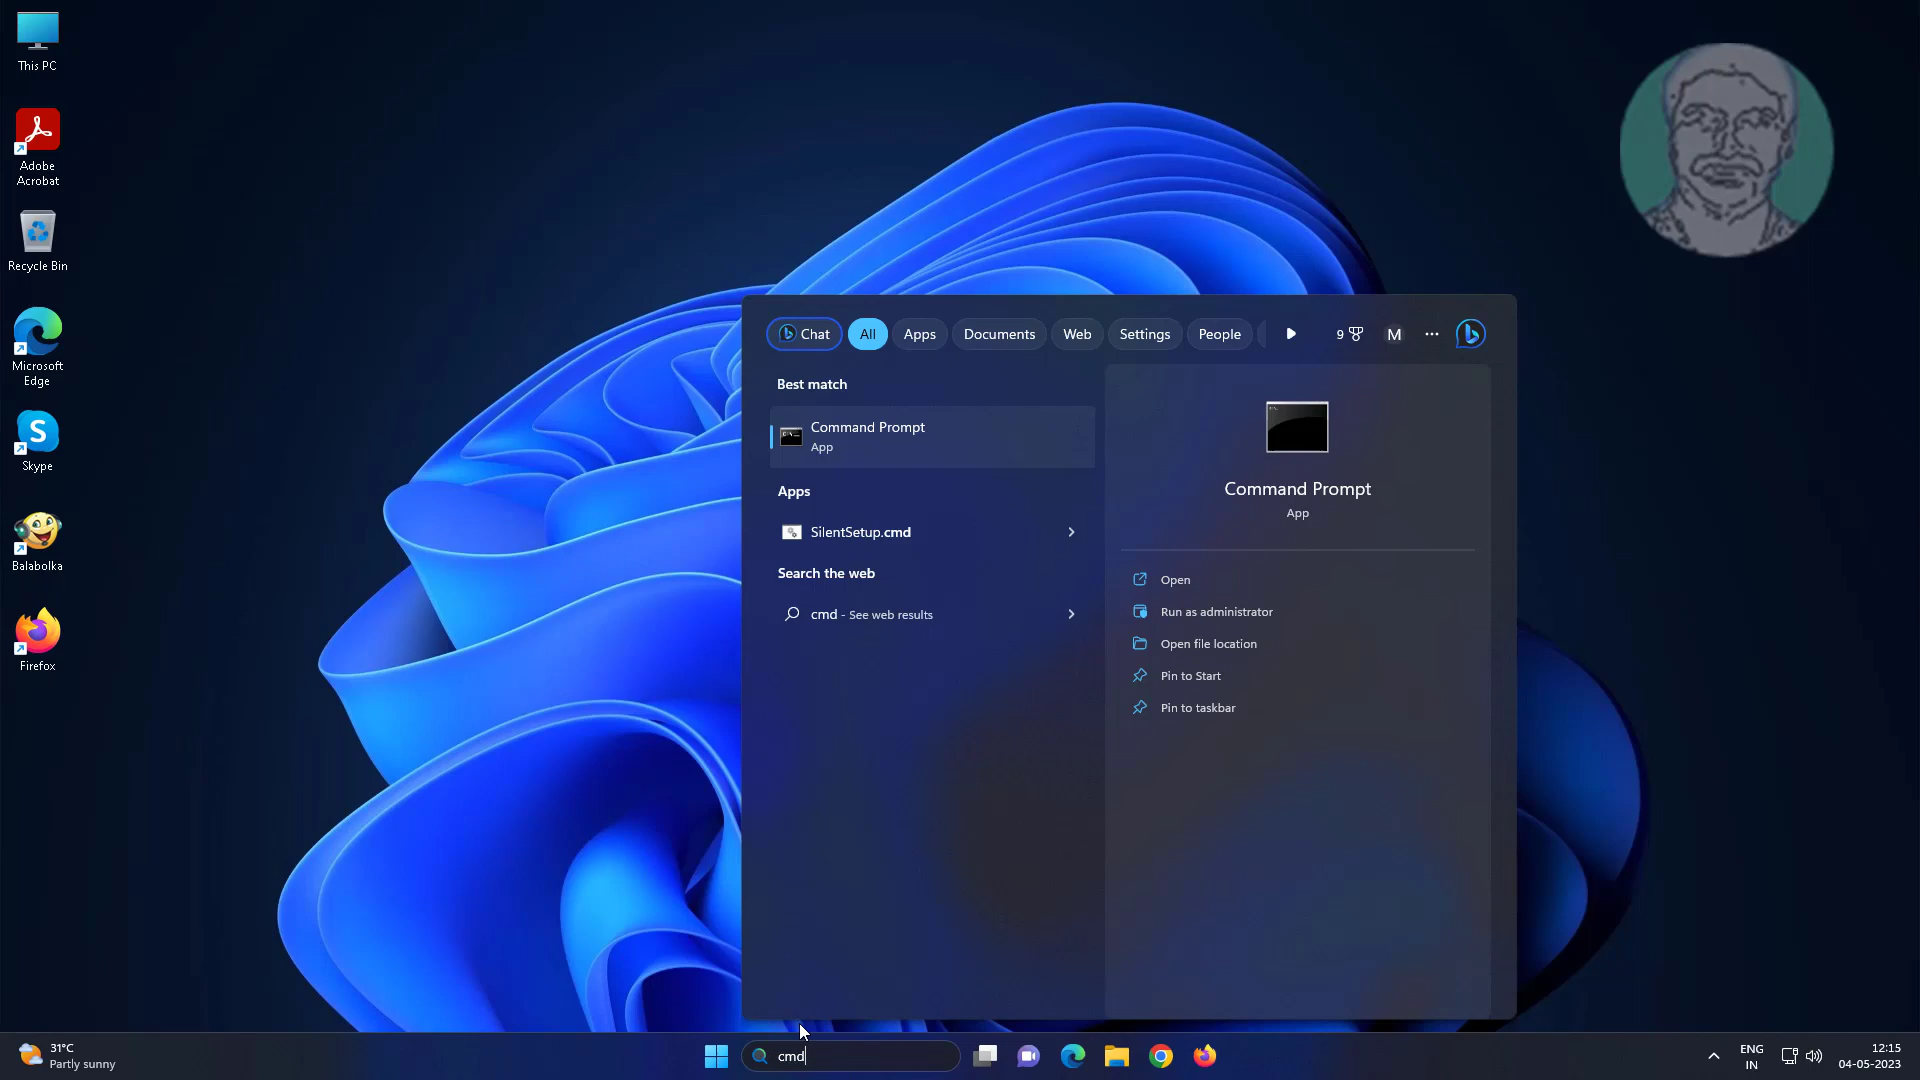 This PC
Adobe
Acrobat
Recycle Bin
Microsoft
Edge
Skype
Balabolka
Firefox
Chat
All
Apps
Documents
Web
Settings
People
9
M
Best match
Command Prompt
App
Apps
SilentSetup.cmd
Search the web
cmd - See web results
Command Prompt
App
Open
Run as administrator
Open file location
Pin to Start
Pin to taskbar
31°C
Partly sunny
cmd
ENG
IN
12:15
04-05-2023